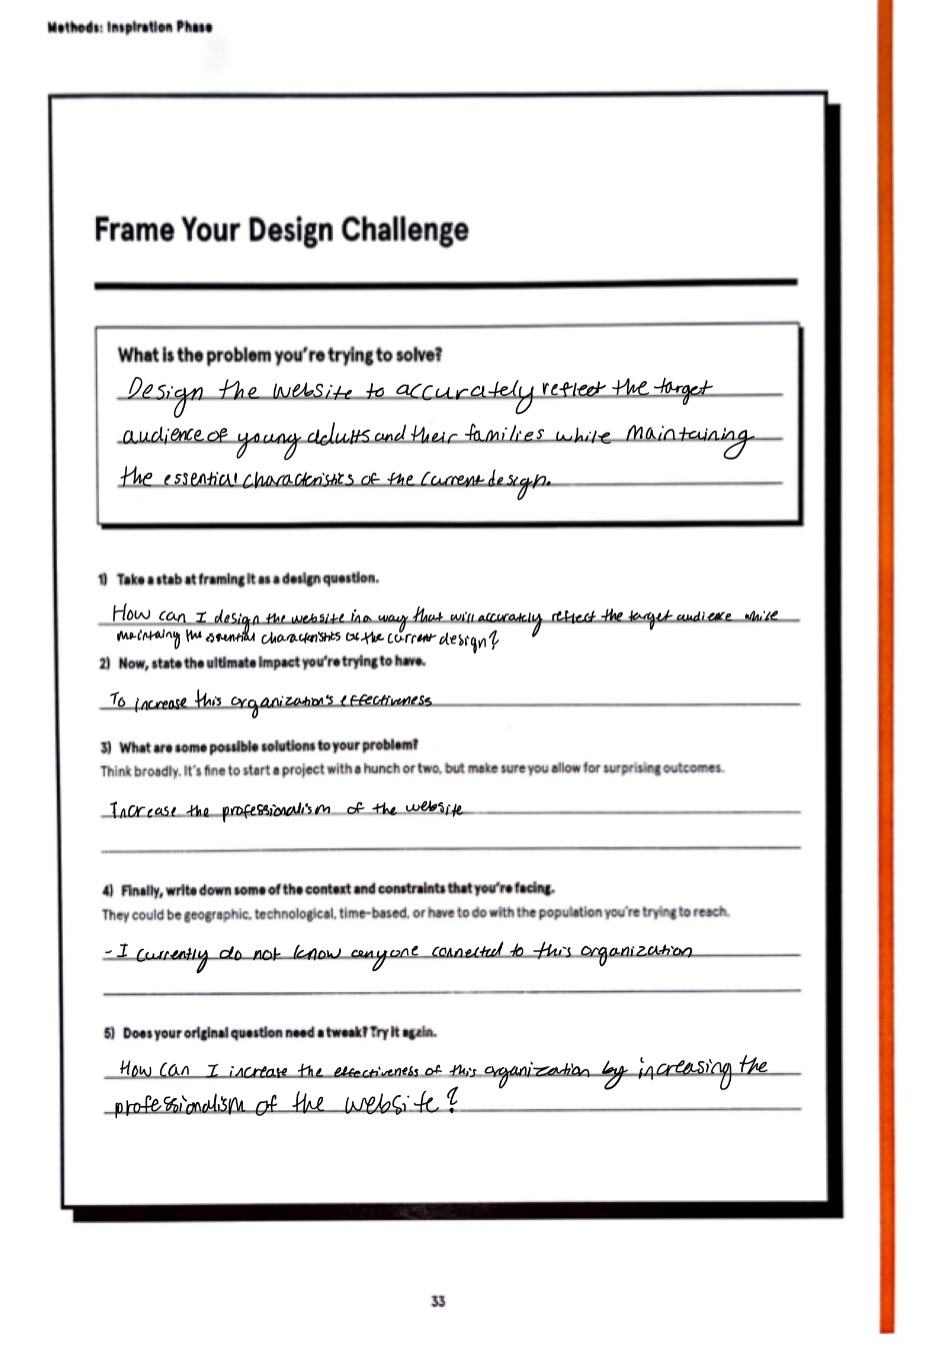 Methods: Inspiration Phase
Frame Your Design Challenge
What is the problem you're trying to solve?
Design the website to accurately reflect the target
audience of young adults and their families while maintaining
the essential characteristics of the current design.
1) Take a stab at framing it as a design question.
How can I design the website in a way that will accurately reflect the target audience while
maintaing the essential characteristics of the current design?
2) Now, state the ultimate impact you're trying to have.
To increase this organization's effectiveness
3) What are some possible solutions to your problem?
Think broadly. It's fine to start a project with a hunch or two, but make sure you allow for surprising outcomes.
Increase the professionalism of the website
4) Finally, write down some of the context and constraints that you're facing.
They could be geographic, technological, time-based, or have to do with the population you're trying to reach.
- I currently do not know anyone connected to this organization
5) Does your original question need a tweak? Try it again.
How can I increase the effectiveness of this organization by increasing the
professionalism of the website?
33